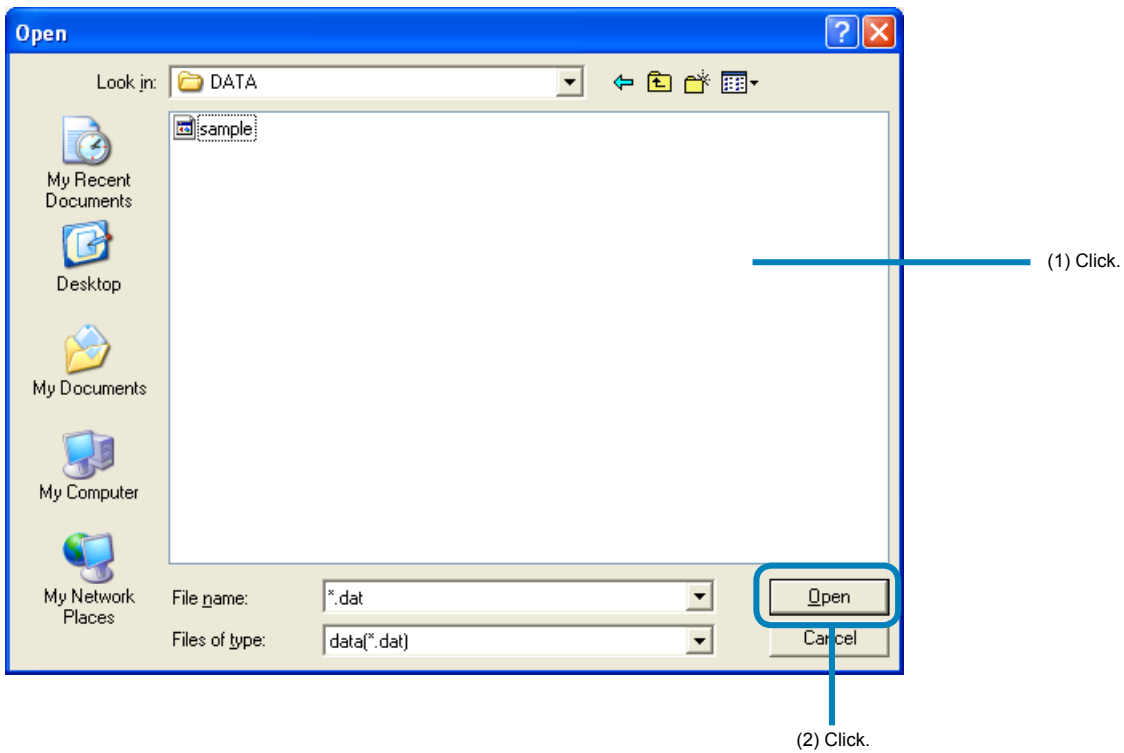 Open
Look in: DATA
sample
My Recent
Documents
Desktop
My Documents
My Computer
My Network
Places
File name: *.dat
Open
Files of type: data(*.dat)
Cancel
(1) Click.
(2) Click.